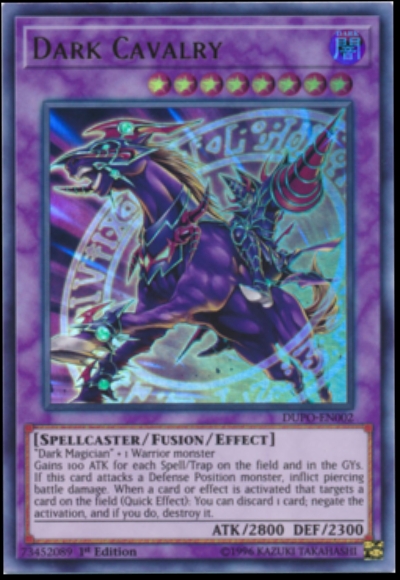 DARK CAVALRY
DARK
闇
DUPO-EN002
[SPELLCASTER/FUSION/EFFECT]
"Dark Magician" + 1 Warrior monster
Gains 100 ATK for each Spell/Trap on the field and in the GYs.
If this card attacks a Defense Position monster, inflict piercing
battle damage. When a card or effect is activated that targets a
card on the field (Quick Effect): You can discard 1 card; negate
the activation, and if you do, destroy it.
ATK/2800 DEF/2300
73452089 1st Edition ©1996 KAZUKI TAKAHASHI